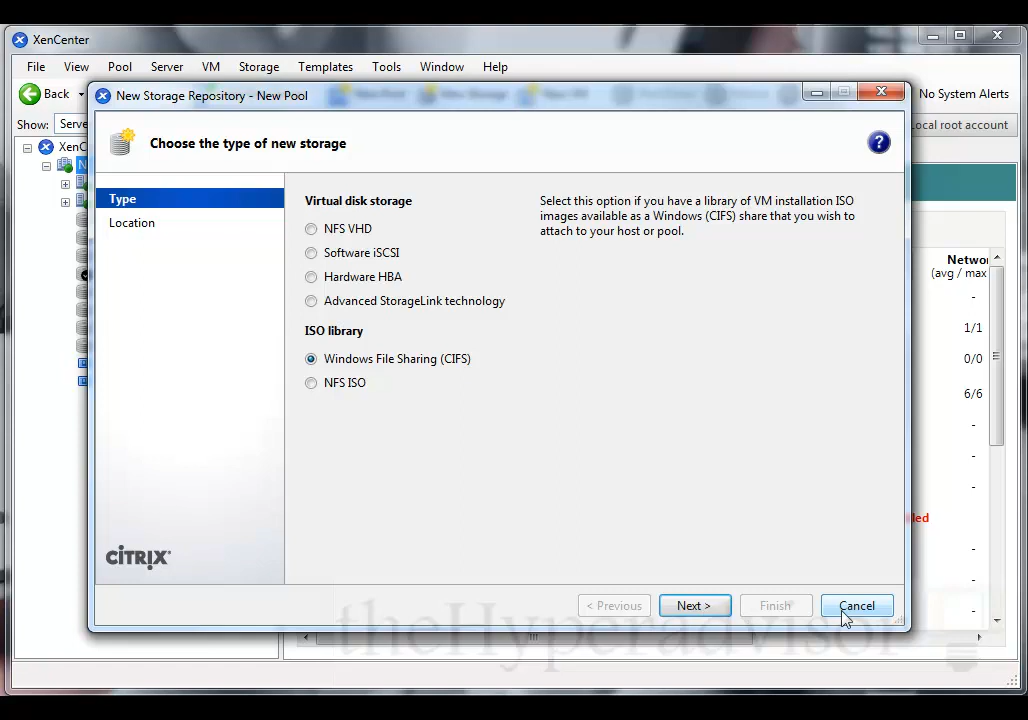 XenCenter
File View Pool Server VM Storage Templates Tools Window Help
Back
No System Alerts
New Storage Repository - New Pool
Show: Serve
Local root account
XenC
N
Choose the type of new storage
?
Type
Location
Virtual disk storage
NFS VHD
Software iSCSI
Hardware HBA
Advanced StorageLink technology
ISO library
Windows File Sharing (CIFS)
NFS ISO
Select this option if you have a library of VM installation ISO
images available as a Windows (CIFS) share that you wish to
attach to your host or pool.
Networ
(avg / max
-
1/1
0/0
6/6
-
-
-
led
-
-
-
CITRIX
< Previous
Next >
Finish
Cancel
theHyperadvisor